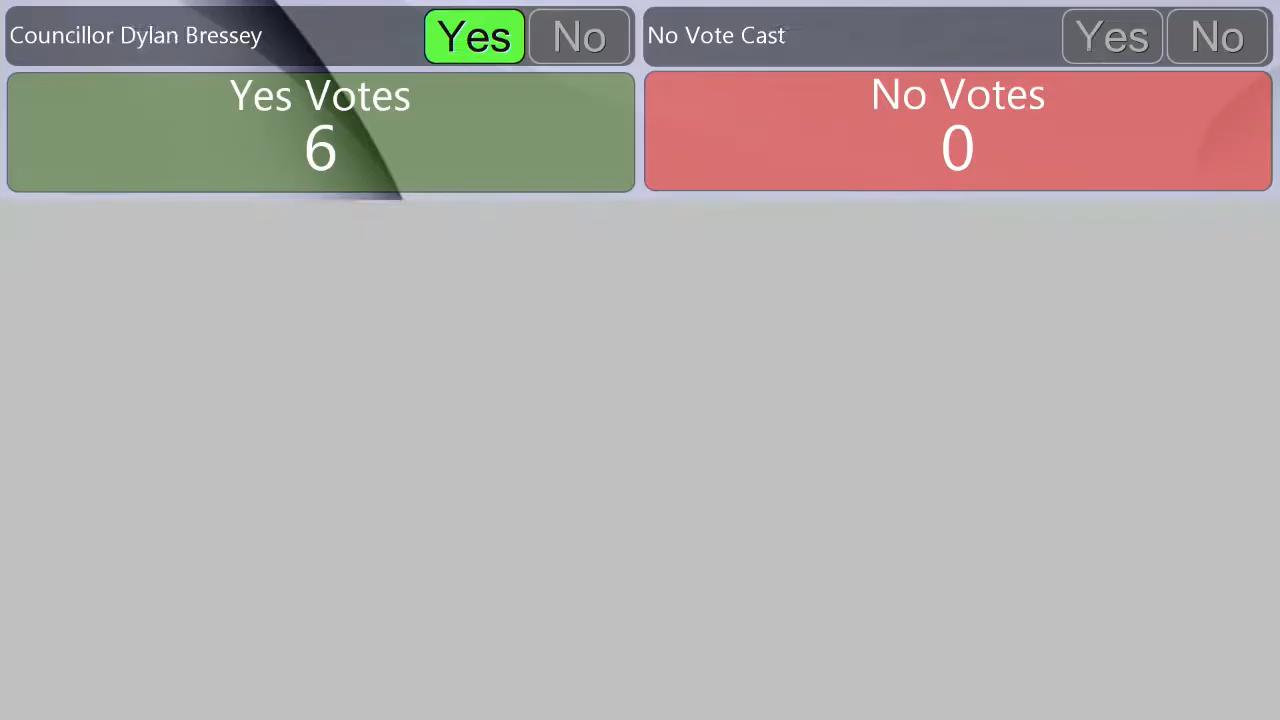 Councillor Dylan Bressey Yes No No Vote Cast Yes No
Yes Votes No Votes
6 0